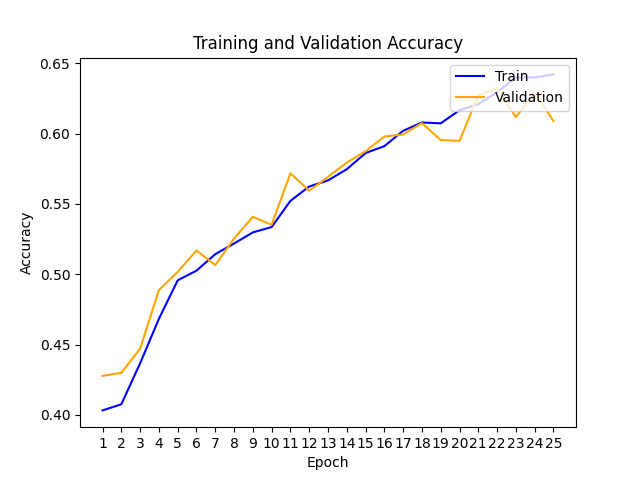 Training and Validation Accuracy
Train
Validation
0.65
0.60
0.55
0.50
0.45
0.40
Accuracy
1 2 3 4 5 6 7 8 9 10 11 12 13 14 15 16 17 18 19 20 21 22 23 24 25
Epoch